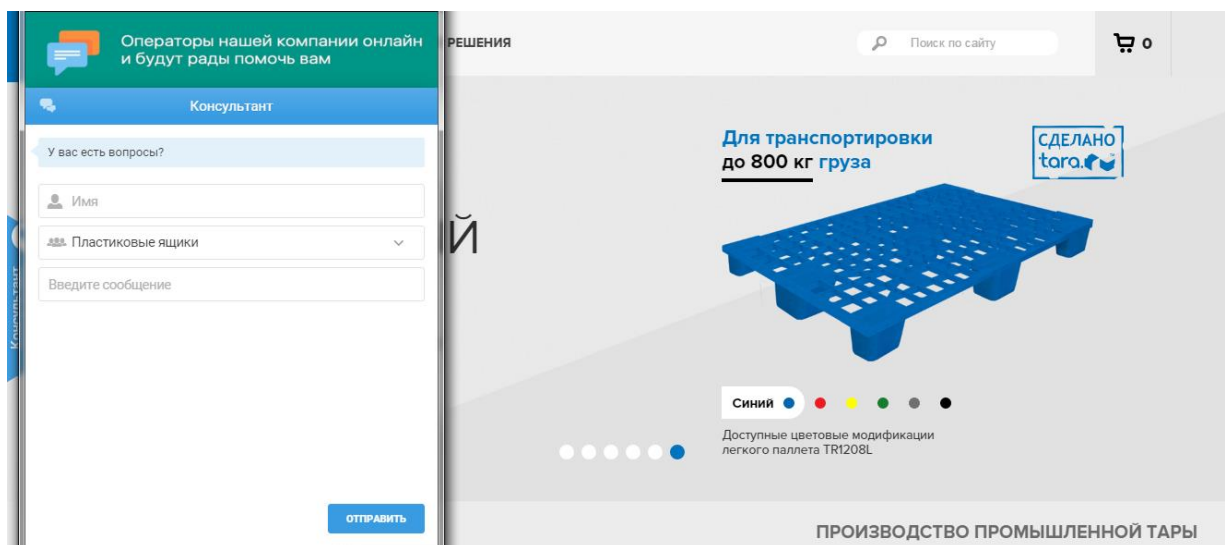 Операторы нашей компании онлайн
и будут рады помочь вам
Консультант
У вас есть вопросы?
Имя
Пластиковые ящики
Введите сообщение
ОТПРАВИТЬ
Консультант
РЕШЕНИЯ
Поиск по сайту
0
Й
Для транспортировки
до 800 кг груза
СДЕЛАНО
tara.ru
Синий
Доступные цветовые модификации
легкого паллета TR1208L
ПРОИЗВОДСТВО ПРОМЫШЛЕННОЙ ТАРЫ